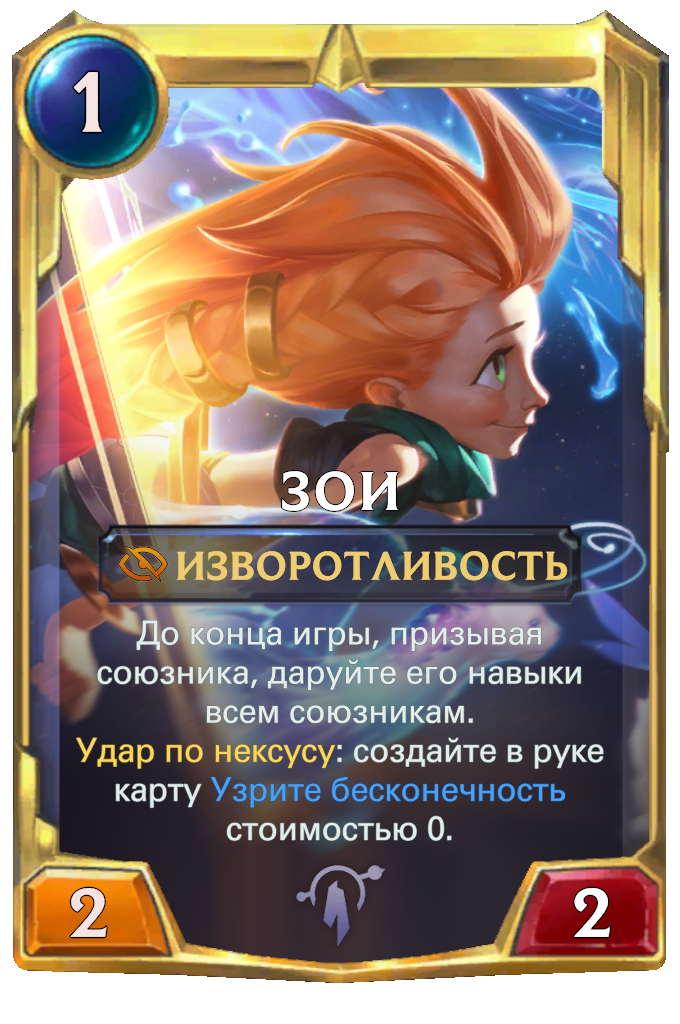 1
ЗОИ
ИЗВОРОТЛИВОСТЬ
До конца игры, призывая
союзника, даруйте его навыки
всем союзникам.
Удар по нексусу: создайте в руке
карту Узрите бесконечность
стоимостью 0.
2
2